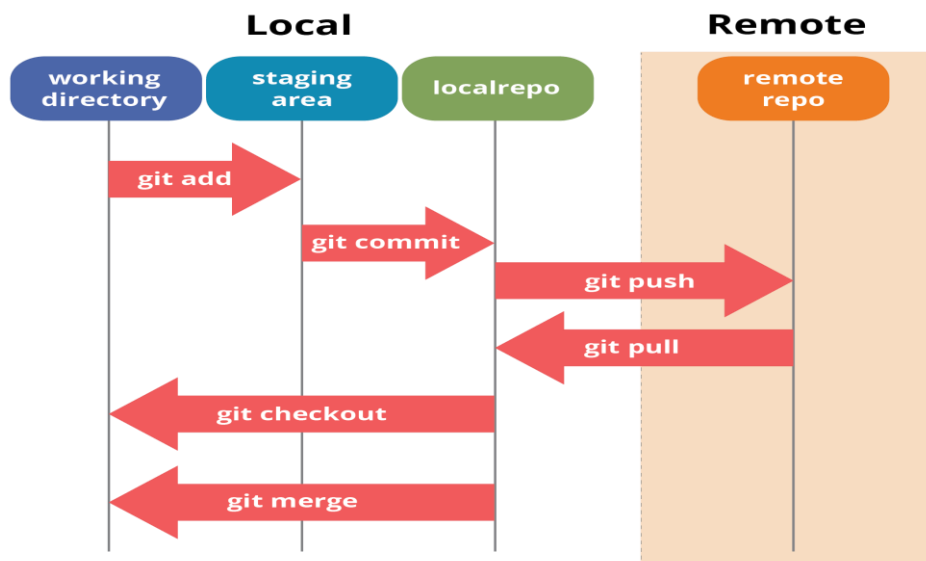 Local
Remote
working
directory
staging
area
localrepo
remote
repo
git add
git commit
git push
git pull
git checkout
git merge